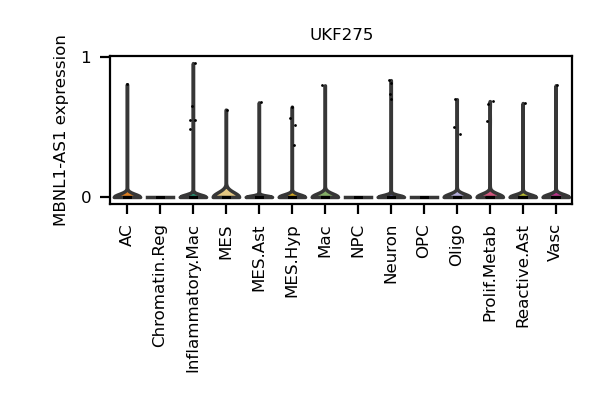 UKF275
MBNL1-AS1 expression
1
0
AC
Chromatin.Reg
Inflammatory.Mac
MES
MES.Ast
MES.Hyp
Mac
NPC
Neuron
OPC
Oligo
Prolif.Metab
Reactive.Ast
Vasc